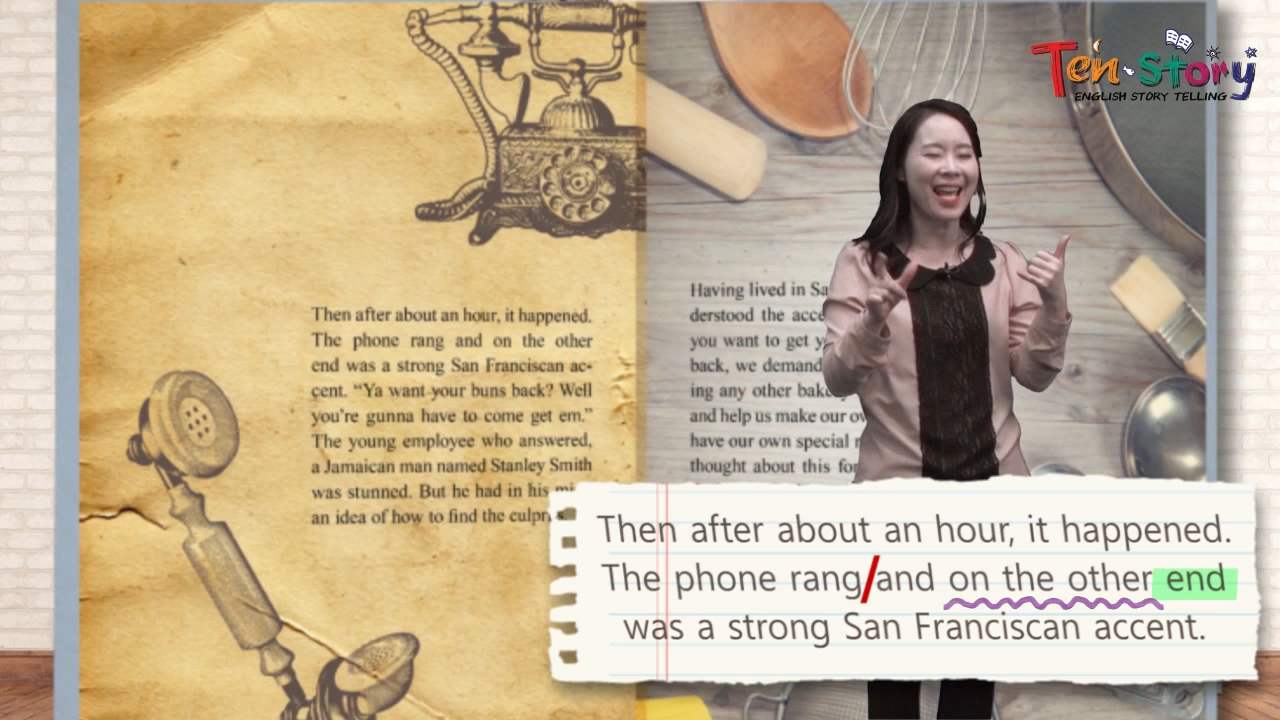 Ten Story
ENGLISH STORY TELLING
Then after about an hour, it happened.
The phone rang and on the other
end was a strong San Franciscan ac-
cent. “Ya want your buns back? Well
you’re gunna have to come get em.”
The young employee who answered,
a Jamaican man named Stanley Smith
was stunned. But he had in his
an idea of how to find the
Having lived in
derstood the
you want to get
back, we demand
ing any other
and help us make our
have our own special
thought about this
Then after about an hour, it happened.
The phone rang/and on the other end
was a strong San Franciscan accent.